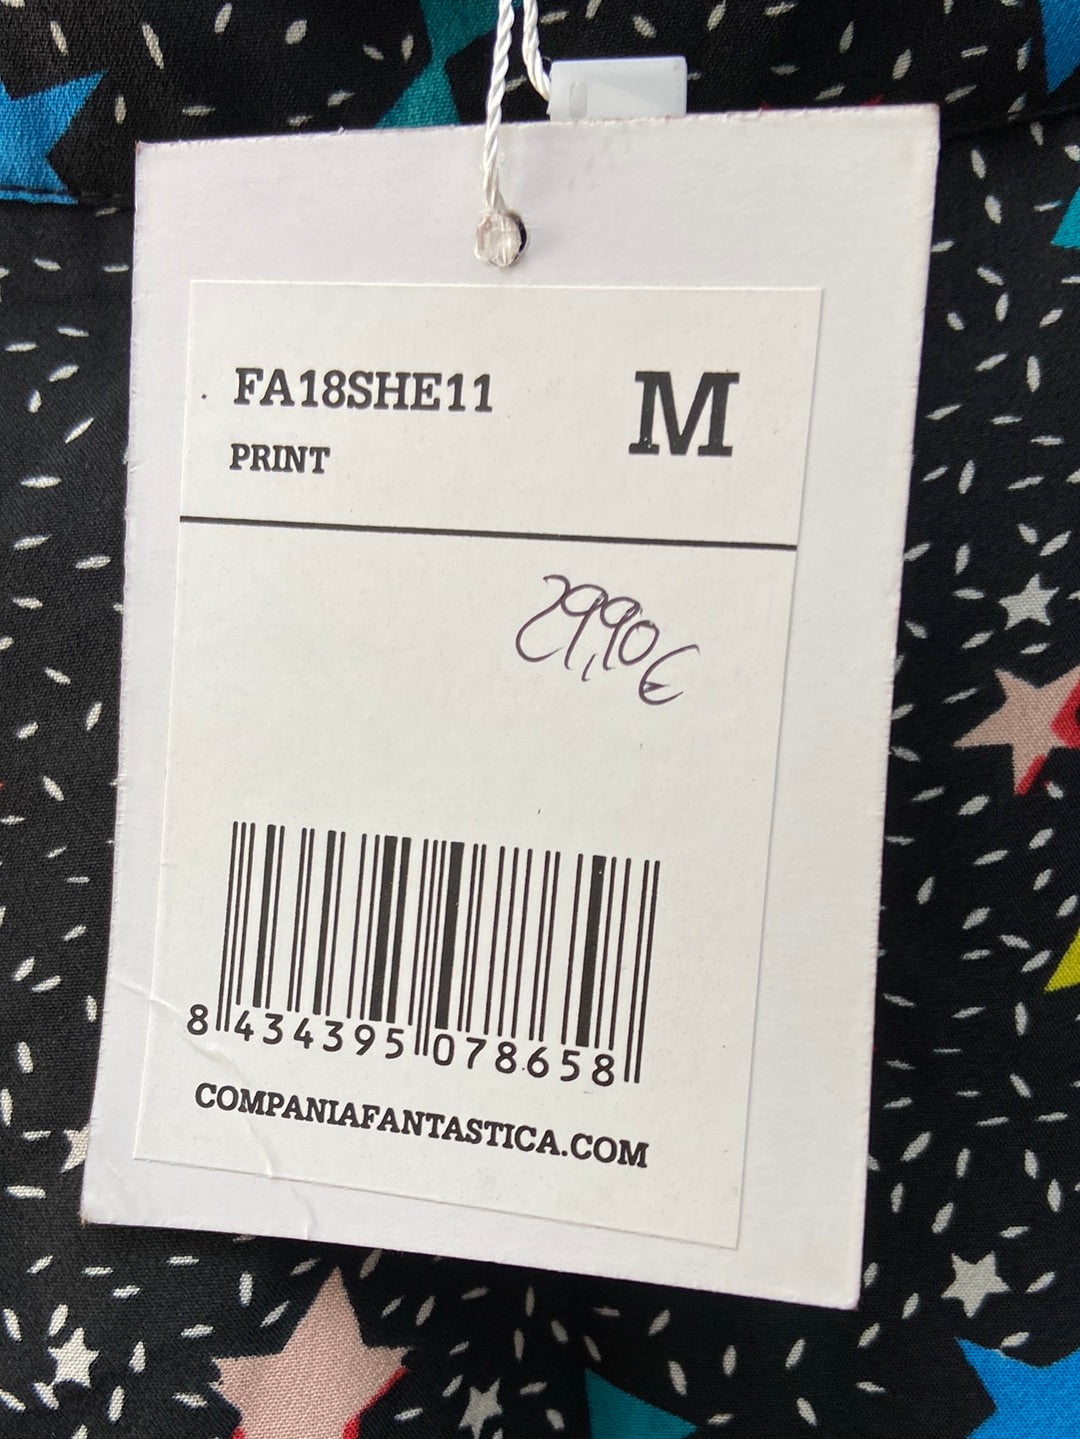 FA18SHE11 M
PRINT
29,90€
8 434395 078658
COMPANIAFANTASTICA.COM